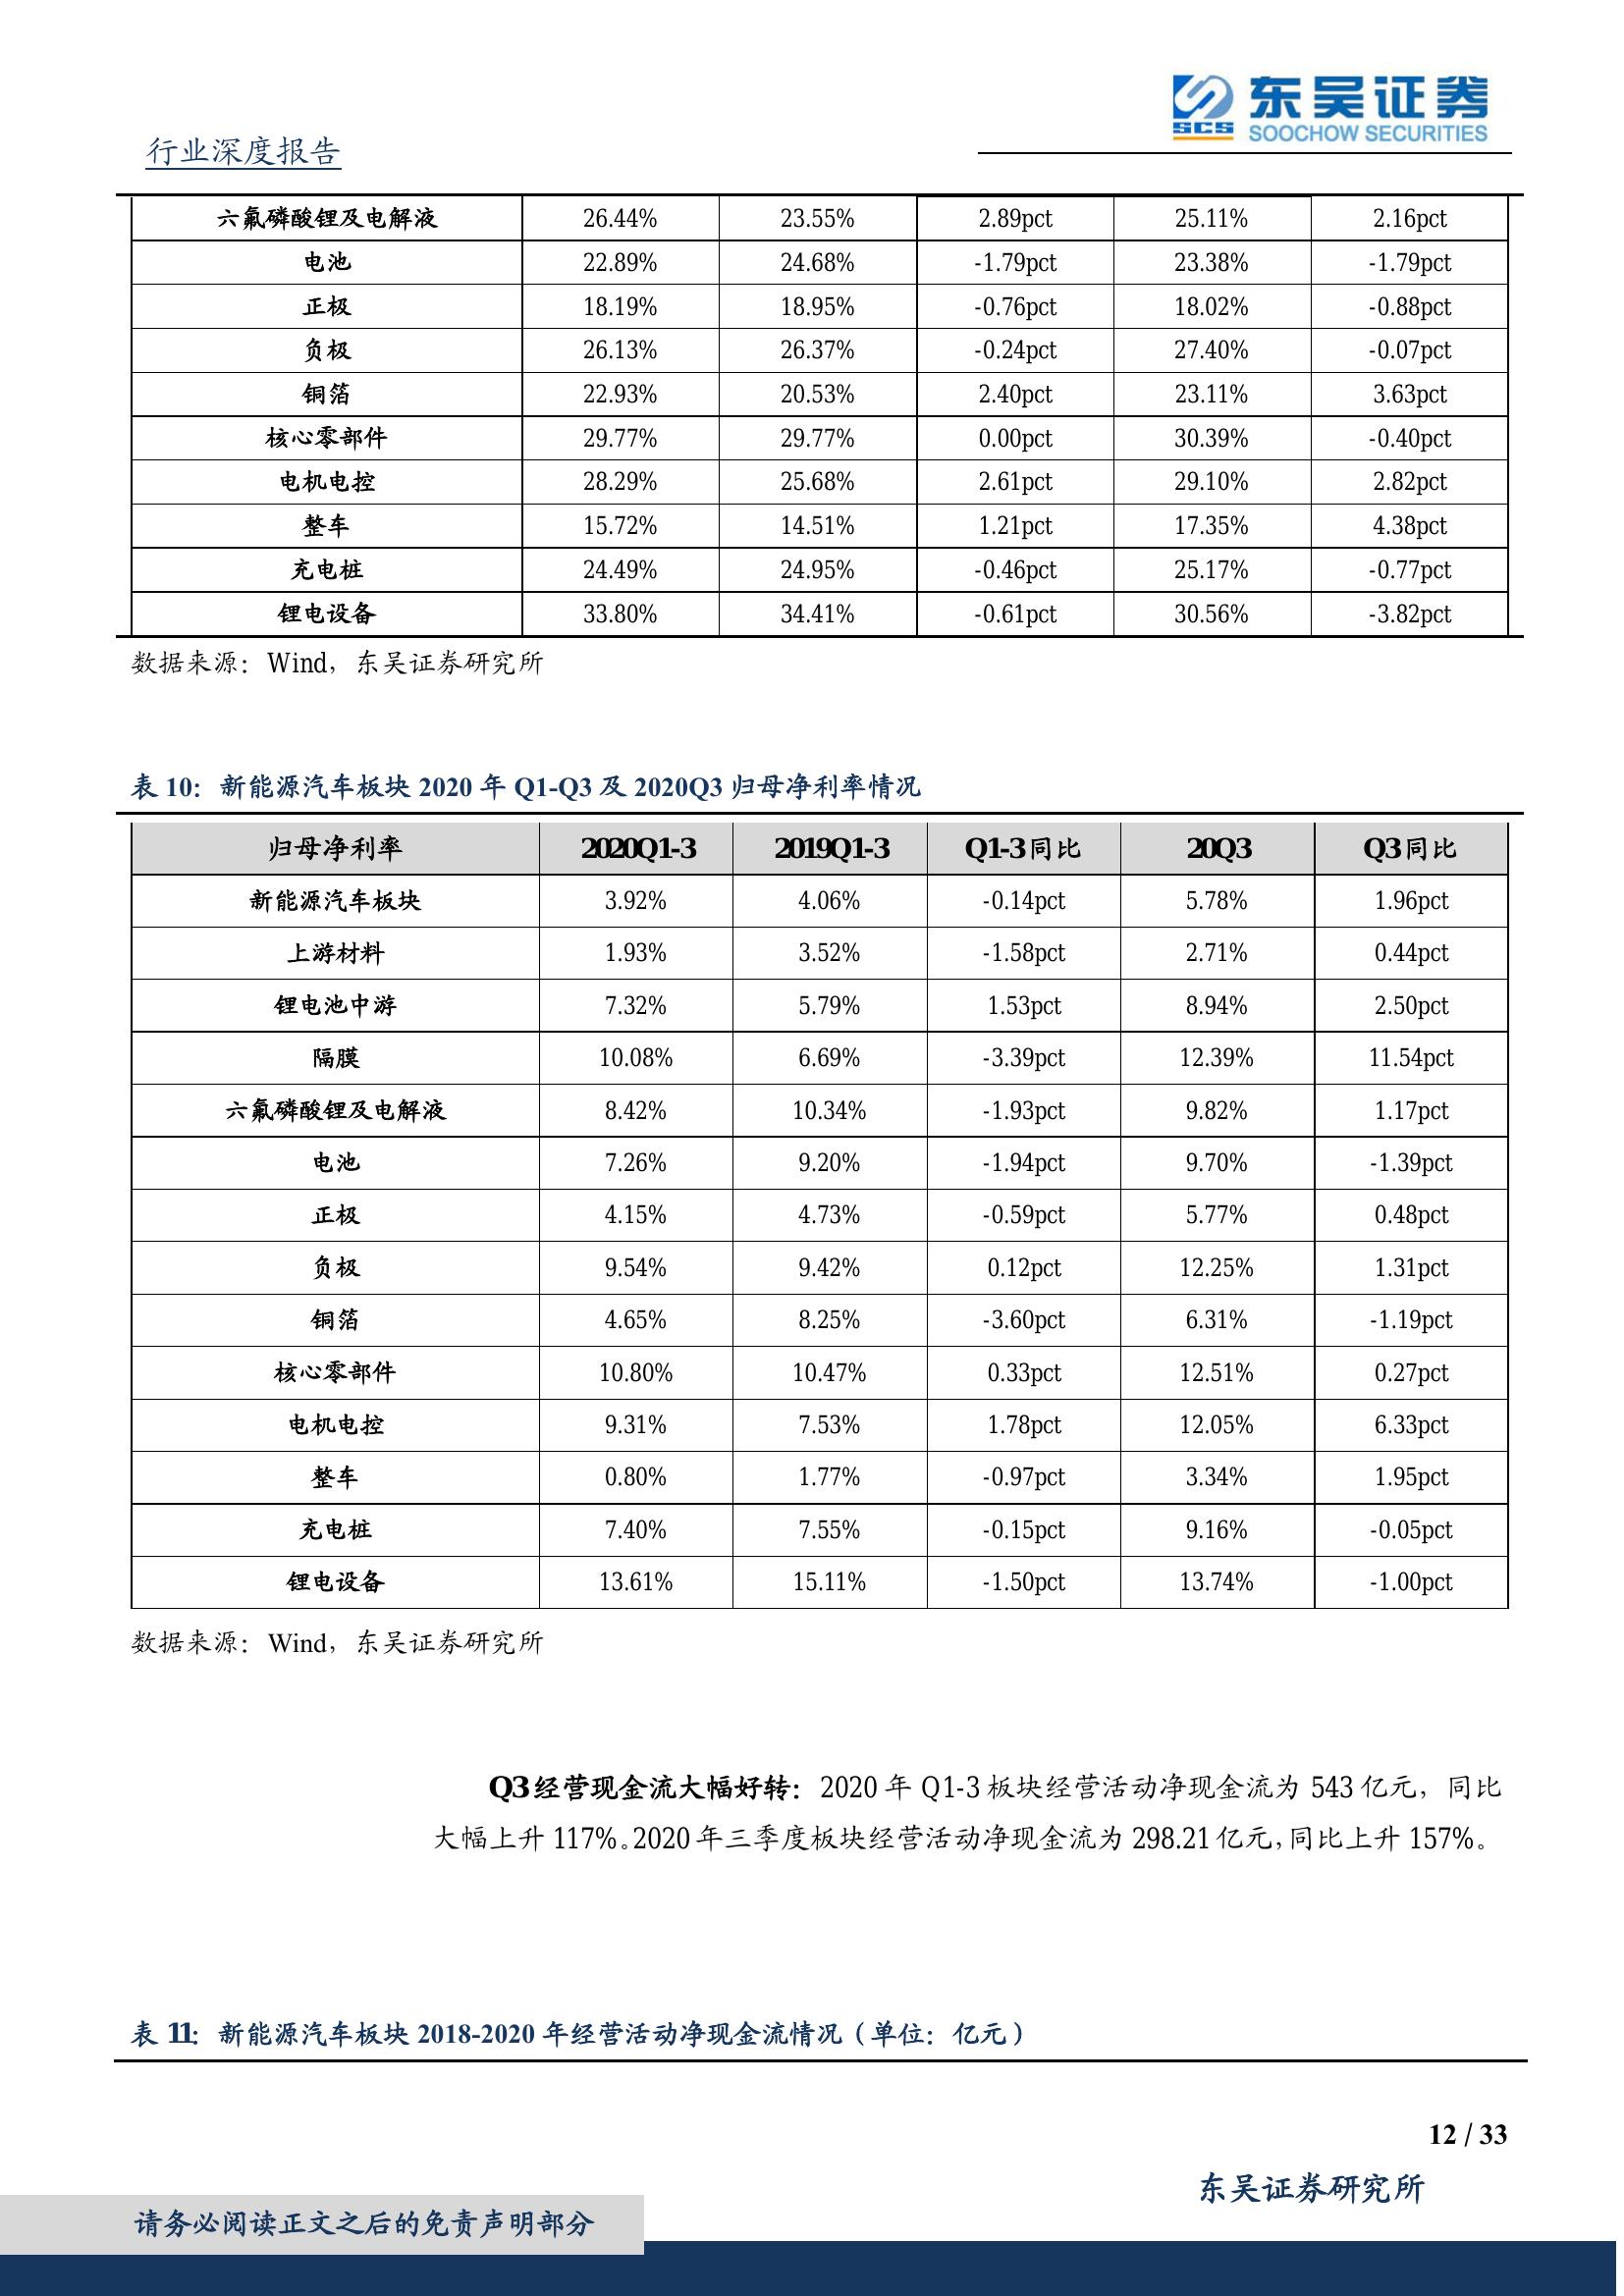 东吴证券
SCS
SOOCHOW SECURITIES
行业深度报告
六氟磷酸锂及电解液 26.44% 23.55% 2.89pct 25.11% 2.16pct
电池 22.89% 24.68% -1.79pct 23.38% -1.79pct
正极 18.19% 18.95% -0.76pct 18.02% -0.88pct
负极 26.13% 26.37% -0.24pct 27.40% -0.07pct
铜箔 22.93% 20.53% 2.40pct 23.11% 3.63pct
核心零部件 29.77% 29.77% 0.00pct 30.39% -0.40pct
电机电控 28.29% 25.68% 2.61pct 29.10% 2.82pct
整车 15.72% 14.51% 1.21pct 17.35% 4.38pct
充电桩 24.49% 24.95% -0.46pct 25.17% -0.77pct
锂电设备 33.80% 34.41% -0.61pct 30.56% -3.82pct
数据来源：Wind，东吴证券研究所
表 10：新能源汽车板块 2020 年 Q1-Q3 及 2020Q3 归母净利率情况
归母净利率 2020Q1-3 2019Q1-3 Q1-3同比 20Q3 Q3同比
新能源汽车板块 3.92% 4.06% -0.14pct 5.78% 1.96pct
上游材料 1.93% 3.52% -1.58pct 2.71% 0.44pct
锂电池中游 7.32% 5.79% 1.53pct 8.94% 2.50pct
隔膜 10.08% 6.69% -3.39pct 12.39% 11.54pct
六氟磷酸锂及电解液 8.42% 10.34% -1.93pct 9.82% 1.17pct
电池 7.26% 9.20% -1.94pct 9.70% -1.39pct
正极 4.15% 4.73% -0.59pct 5.77% 0.48pct
负极 9.54% 9.42% 0.12pct 12.25% 1.31pct
铜箔 4.65% 8.25% -3.60pct 6.31% -1.19pct
核心零部件 10.80% 10.47% 0.33pct 12.51% 0.27pct
电机电控 9.31% 7.53% 1.78pct 12.05% 6.33pct
整车 0.80% 1.77% -0.97pct 3.34% 1.95pct
充电桩 7.40% 7.55% -0.15pct 9.16% -0.05pct
锂电设备 13.61% 15.11% -1.50pct 13.74% -1.00pct
数据来源：Wind，东吴证券研究所
Q3经营现金流大幅好转：2020 年 Q1-3 板块经营活动净现金流为 543 亿元，同比
大幅上升 117%。2020 年三季度板块经营活动净现金流为 298.21 亿元，同比上升 157%。
表 11：新能源汽车板块 2018-2020 年经营活动净现金流情况（单位：亿元）
12 / 33
东吴证券研究所
请务必阅读正文之后的免责声明部分